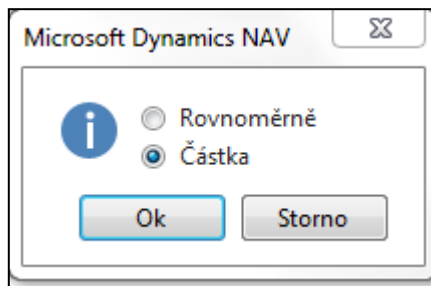 Microsoft Dynamics NAV
Rovnoměrně
Částka
Ok
Storno